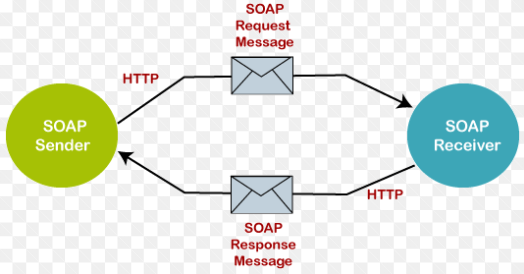 SOAP
Request
Message
HTTP
SOAP
Sender
SOAP
Receiver
HTTP
SOAP
Response
Message